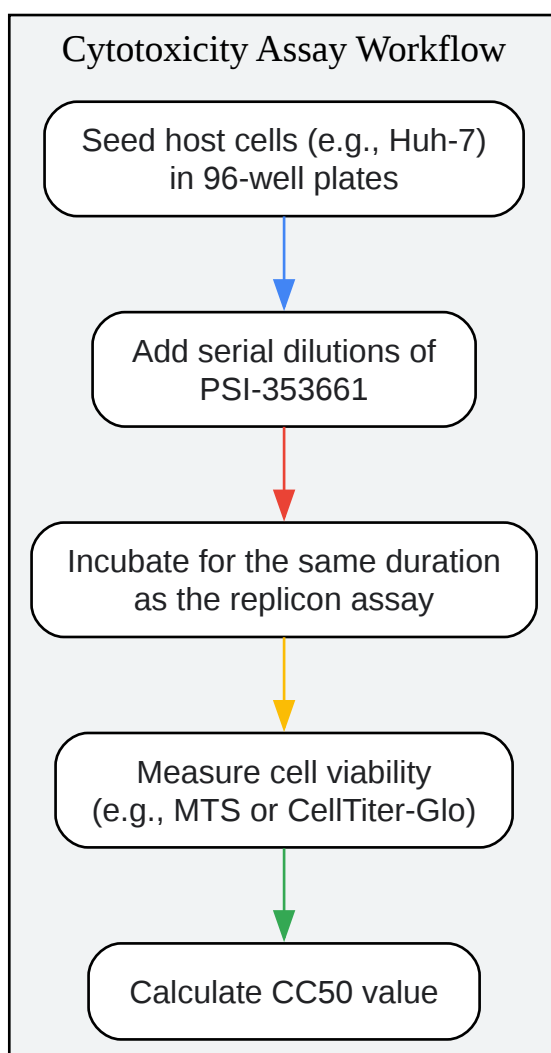 Cytotoxicity Assay Workflow
Seed host cells (e.g., Huh-7)
in 96-well plates
Add serial dilutions of
PSI-353661
Incubate for the same duration
as the replicon assay
Measure cell viability
(e.g., MTS or CellTiter-Glo)
Calculate CC50 value